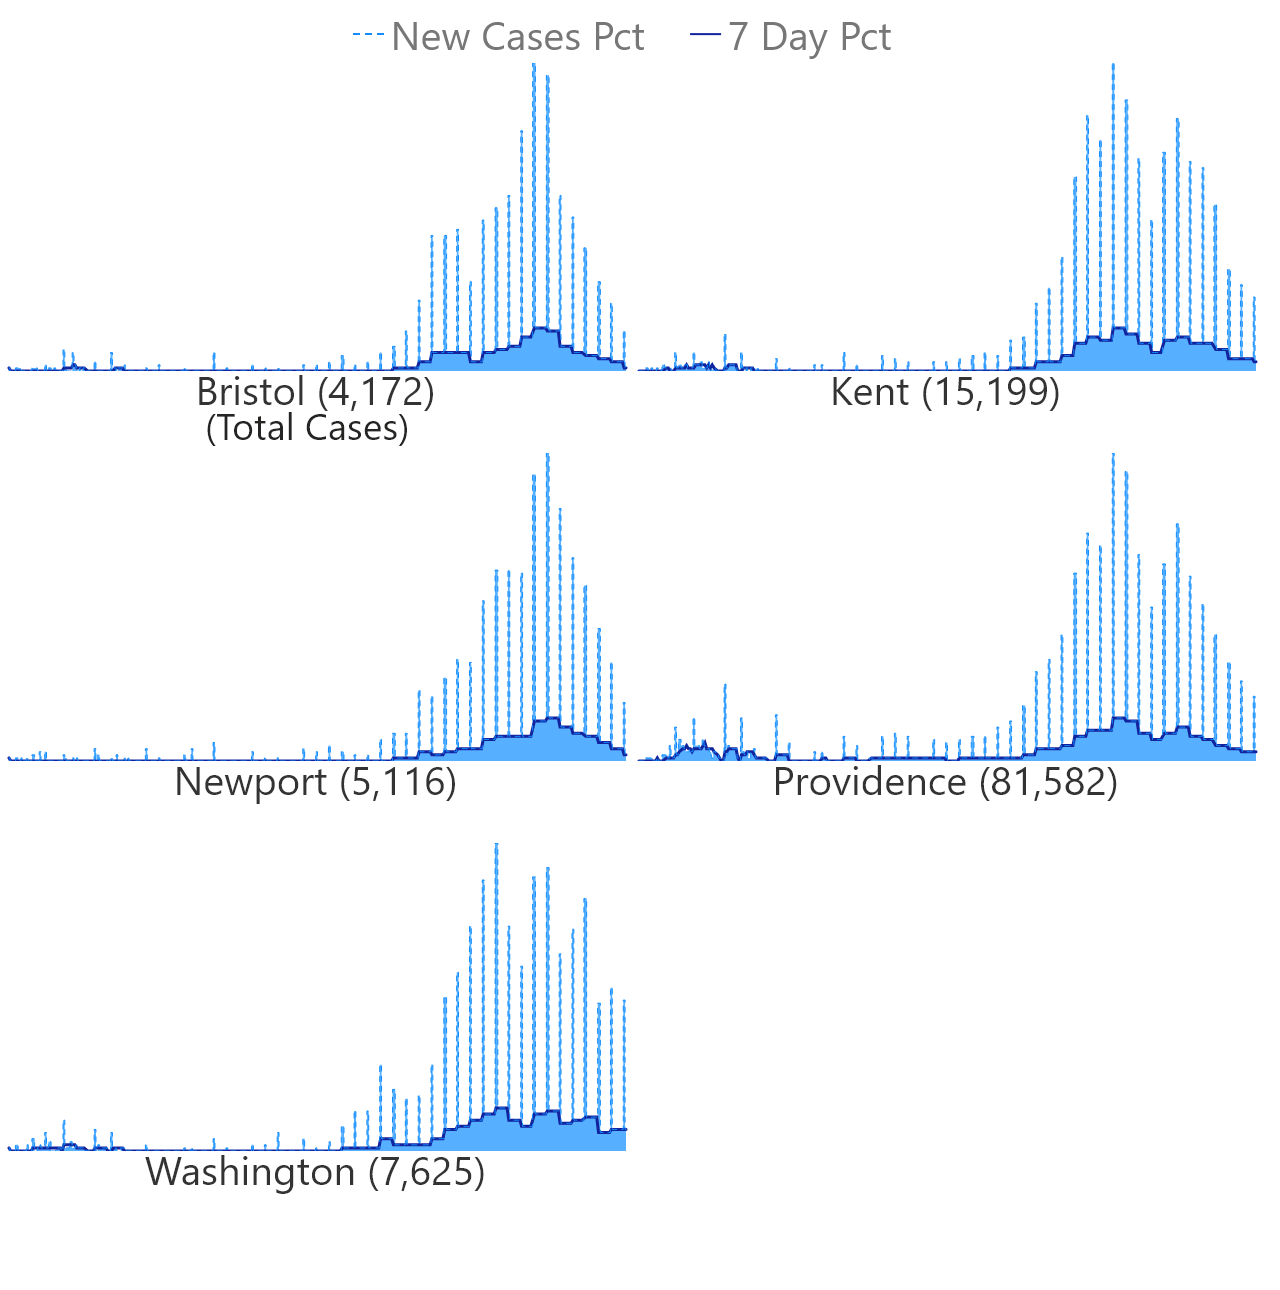 New Cases Pct 7 Day Pct
Bristol (4,172)
(Total Cases)
Kent (15,199)
Newport (5,116)
Providence (81,582)
Washington (7,625)